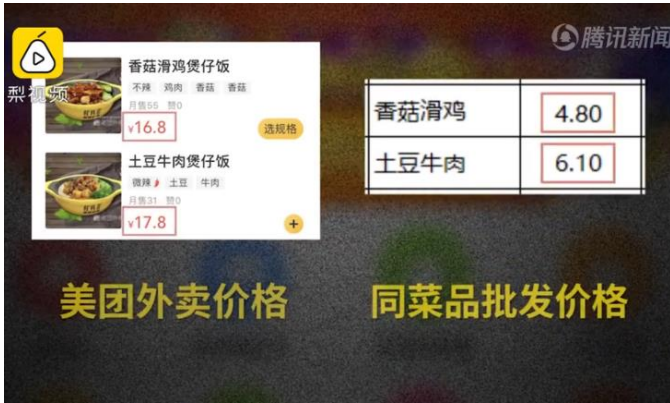 梨视频
腾讯新闻
香菇滑鸡煲仔饭
不辣 鸡肉 香菇 香菇
月售55 赞0
¥16.8
选规格
土豆牛肉煲仔饭
微辣 土豆 牛肉
月售31 赞0
¥17.8
+
香菇滑鸡 4.80
土豆牛肉 6.10
美团外卖价格
同菜品批发价格